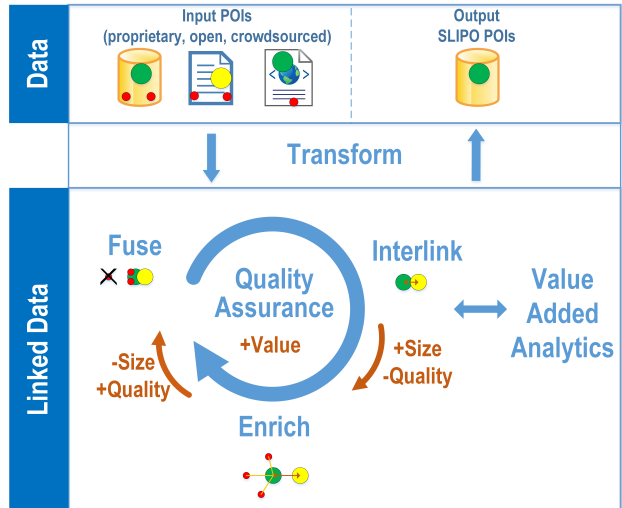 Data
Input POIs
(proprietary, open, crowdsourced)
Output
SLIPO POIs
Transform
Linked Data
Fuse
Interlink
Quality
Assurance
+Value
Value
Added
Analytics
-Size
+Quality
+Size
-Quality
Enrich